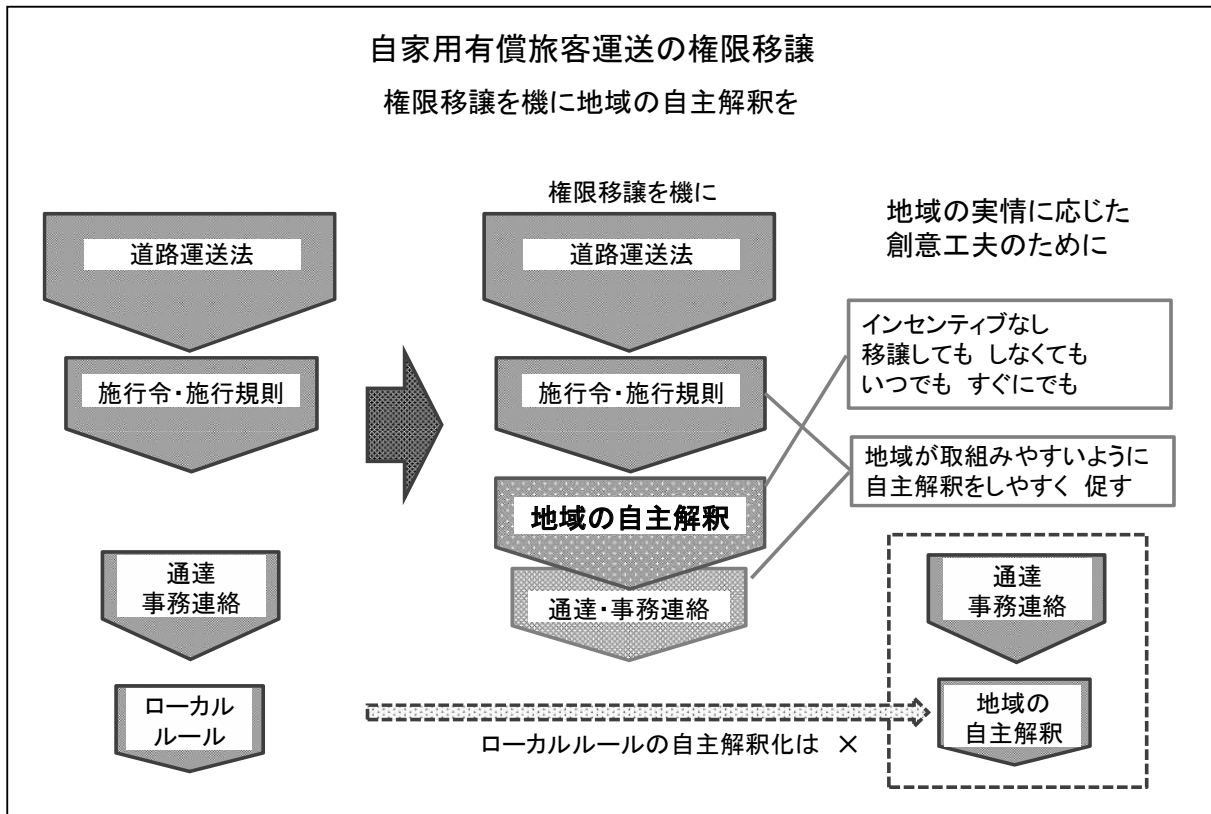 自家用有償旅客運送の権限移譲
権限移譲を機に地域の自主解釈を
道路運送法
施行令・施行規則
通達
事務連絡
ローカル
ルール
権限移譲を機に
道路運送法
施行令・施行規則
地域の自主解釈
通達・事務連絡
地域の実情に応じた
創意工夫のために
インセンティブなし
移譲しても しなくても
いつでも すぐにでも
地域が取組みやすいように
自主解釈をしやすく 促す
通達
事務連絡
地域の
自主解釈
ローカルルールの自主解釈化は ×